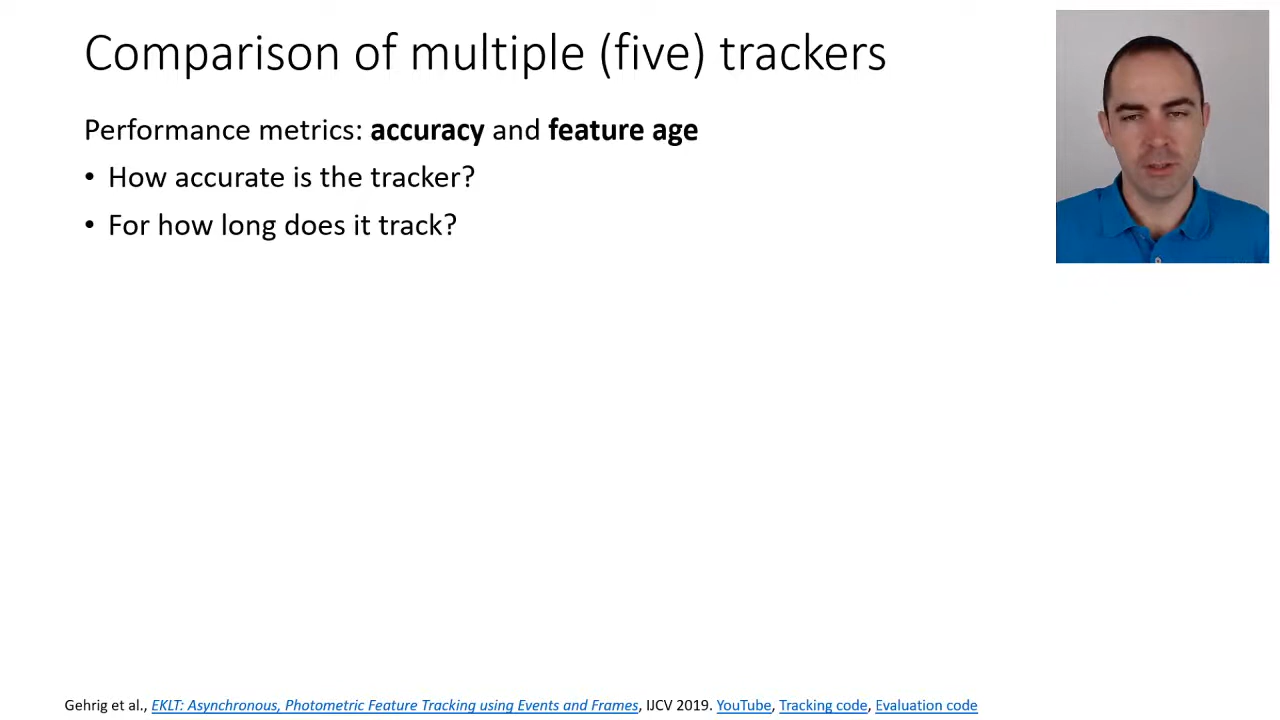 Comparison of multiple (five) trackers
Performance metrics: accuracy and feature age
• How accurate is the tracker?
• For how long does it track?
Gehrig et al., EKLT: Asynchronous, Photometric Feature Tracking using Events and Frames, IJCV 2019. YouTube, Tracking code, Evaluation code